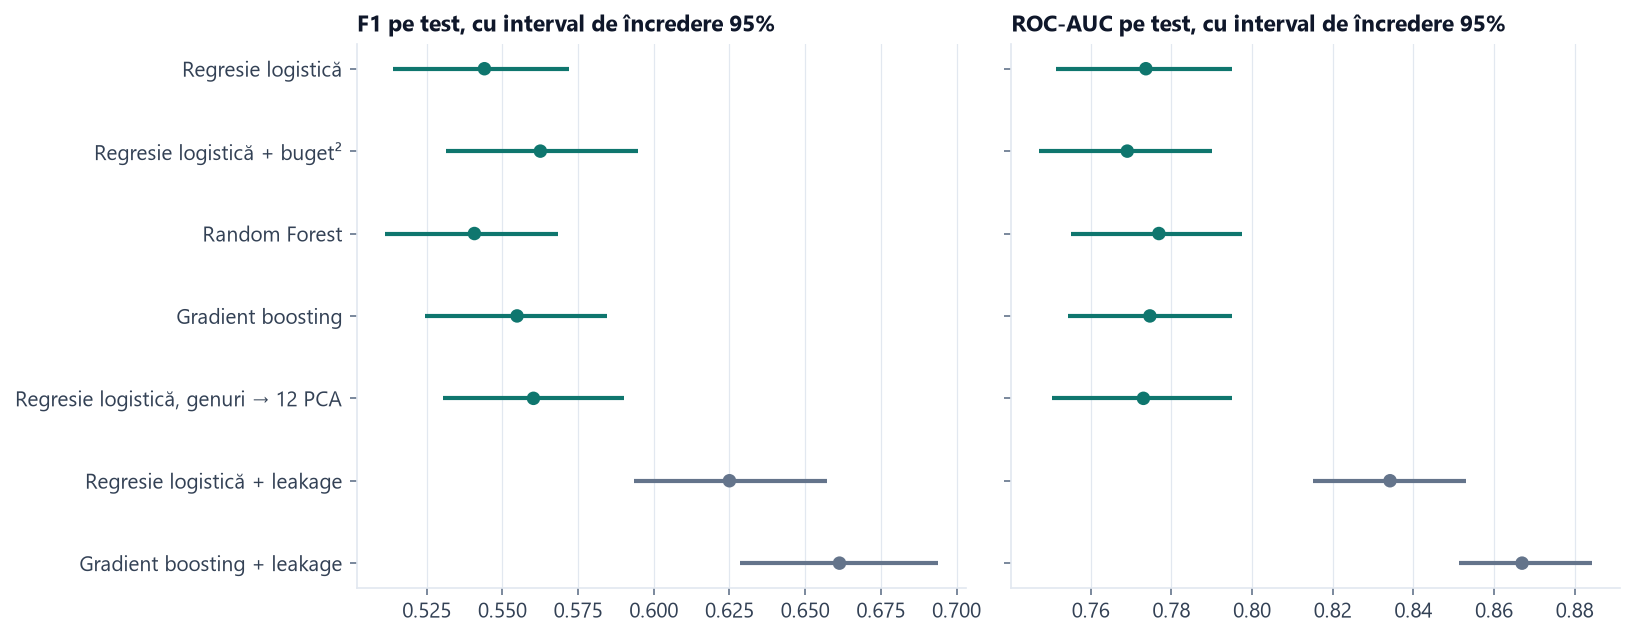 F1 pe test, cu interval de încredere 95%
ROC-AUC pe test, cu interval de încredere 95%
Regresie logistică
Regresie logistică + buget²
Random Forest
Gradient boosting
Regresie logistică, genuri → 12 PCA
Regresie logistică + leakage
Gradient boosting + leakage
0.525 0.550 0.575 0.600 0.625 0.650 0.675 0.700
0.76 0.78 0.80 0.82 0.84 0.86 0.88